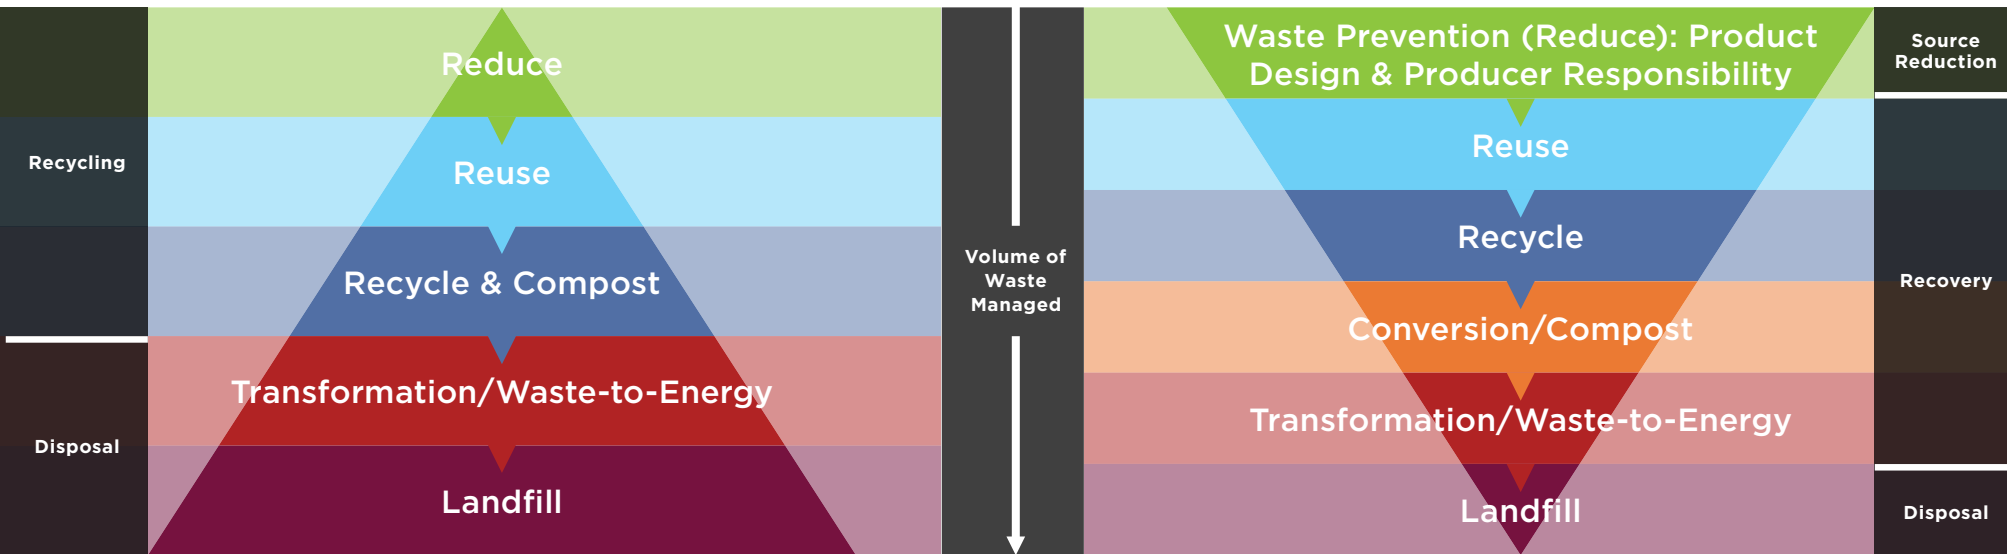 Recycling
Disposal
Reduce
Reuse
Recycle & Compost
Transformation/Waste-to-Energy
Landfill
Volume of
Waste
Managed
Waste Prevention (Reduce): Product
Design & Producer Responsibility
Reuse
Recycle
Conversion/Compost
Transformation/Waste-to-Energy
Landfill
Source
Reduction
Recovery
Disposal